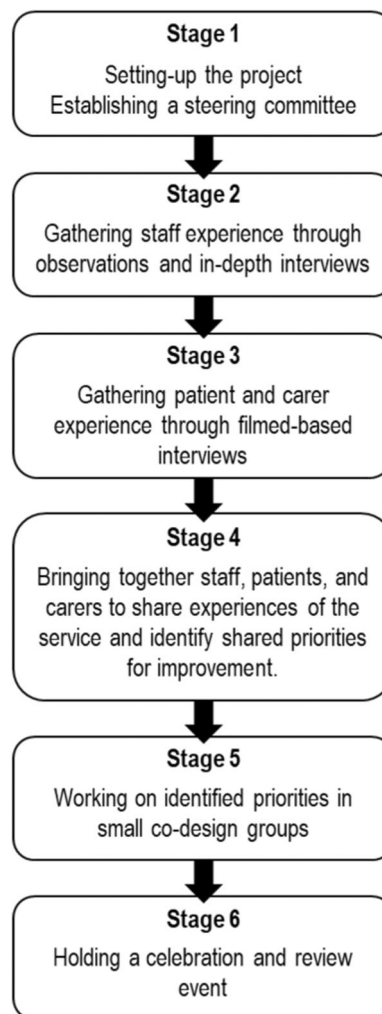 Stage 1
Setting-up the project
Establishing a steering committee
Stage 2
Gathering staff experience through
observations and in-depth interviews
Stage 3
Gathering patient and carer
experience through filmed-based
interviews
Stage 4
Bringing together staff, patients, and
carers to share experiences of the
service and identify shared priorities
for improvement.
Stage 5
Working on identified priorities in
small co-design groups
Stage 6
Holding a celebration and review
event